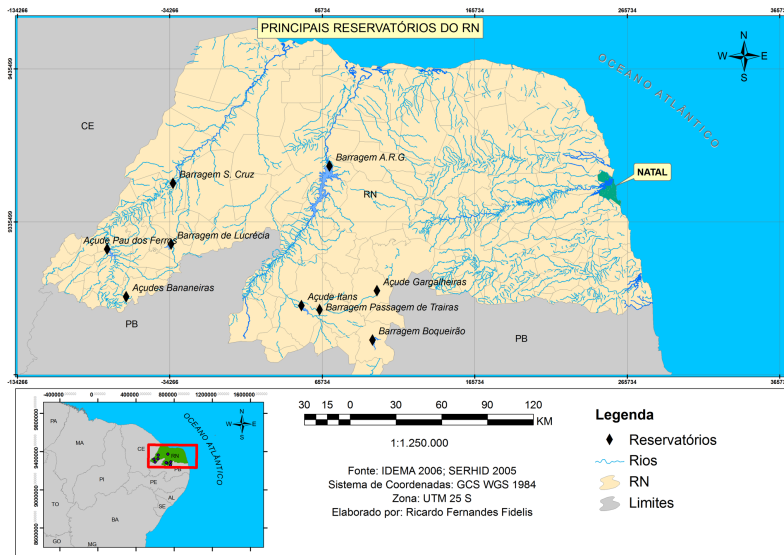 -134266 -34266 65734 165734 265734 365734
PRINCIPAIS RESERVATÓRIOS DO RN
N
W E
S
OCEANO ATLÂNTICO
9435499
9335499
CE
Barragem A.R.G.
Barragem S. Cruz
RN
NATAL
Barragem de Lucrécia
Açude Pau dos Ferros
Açudes Bananeiras
Açude Gargalheiras
Açude Itans
Barragem Passagem de Trairas
PB
Barragem Boqueirão
PB
-134266 -34266 65734 165734 265734 365734
-400000 0 400000 800000 1200000 1600000
OCEANO ATLÂNTICO
N
W E
S
PA
MA
CE
RN
PB
PI
PE
AL
SE
TO
BA
GO
MG
30 15 0 30 60 90 120
KM
1:1.250.000
Fonte: IDEMA 2006; SERHID 2005
Sistema de Coordenadas: GCS WGS 1984
Zona: UTM 25 S
Elaborado por: Ricardo Fernandes Fidelis
Legenda
Reservatórios
Rios
RN
Limites